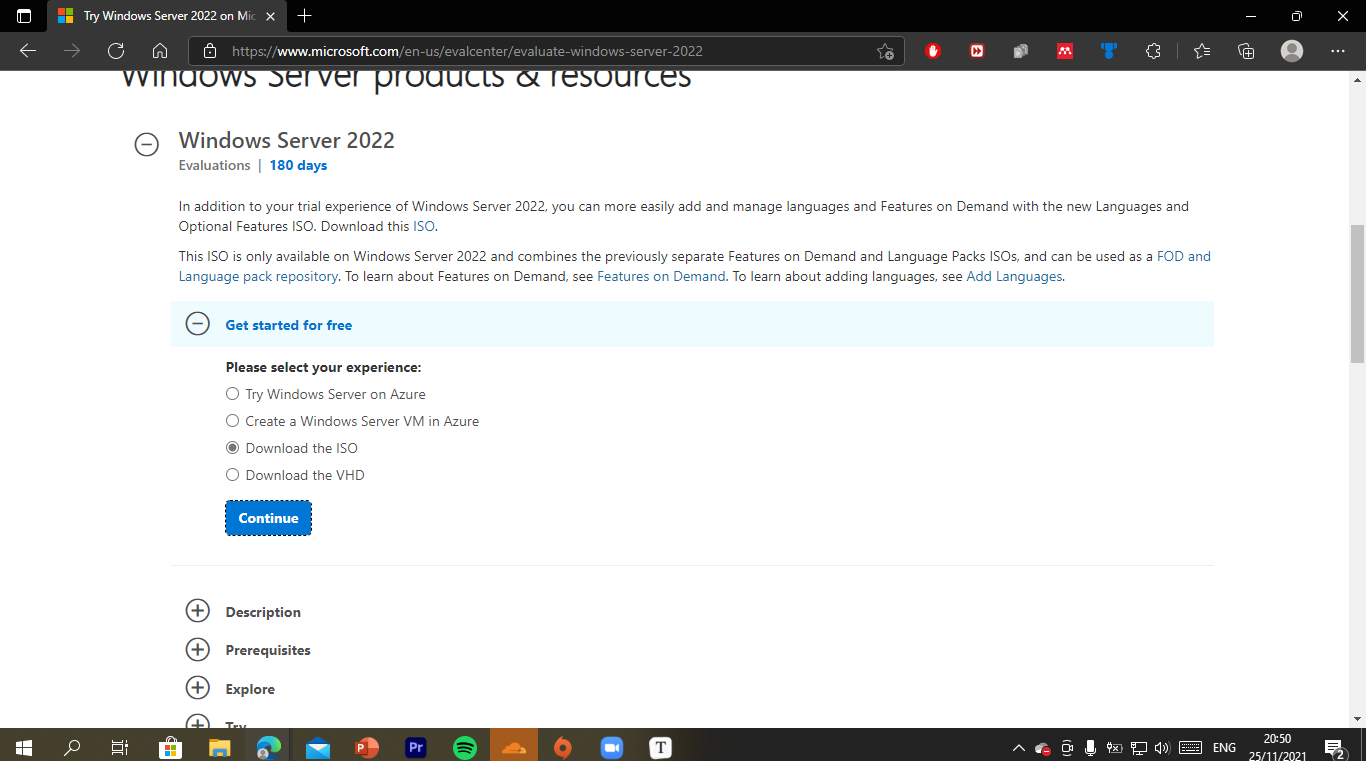 Try Windows Server 2022 on Mic
https://www.microsoft.com/en-us/evalcenter/evaluate-windows-server-2022
Windows Server products & resources
Windows Server 2022
Evaluations | 180 days
In addition to your trial experience of Windows Server 2022, you can more easily add and manage languages and Features on Demand with the new Languages and
Optional Features ISO. Download this ISO.
This ISO is only available on Windows Server 2022 and combines the previously separate Features on Demand and Language Packs ISOs, and can be used as a FOD and
Language pack repository. To learn about Features on Demand, see Features on Demand. To learn about adding languages, see Add Languages.
Get started for free
Please select your experience:
Try Windows Server on Azure
Create a Windows Server VM in Azure
Download the ISO
Download the VHD
Continue
Description
Prerequisites
Explore
Try
Pr
T
ENG
20:50
25/11/2021
2